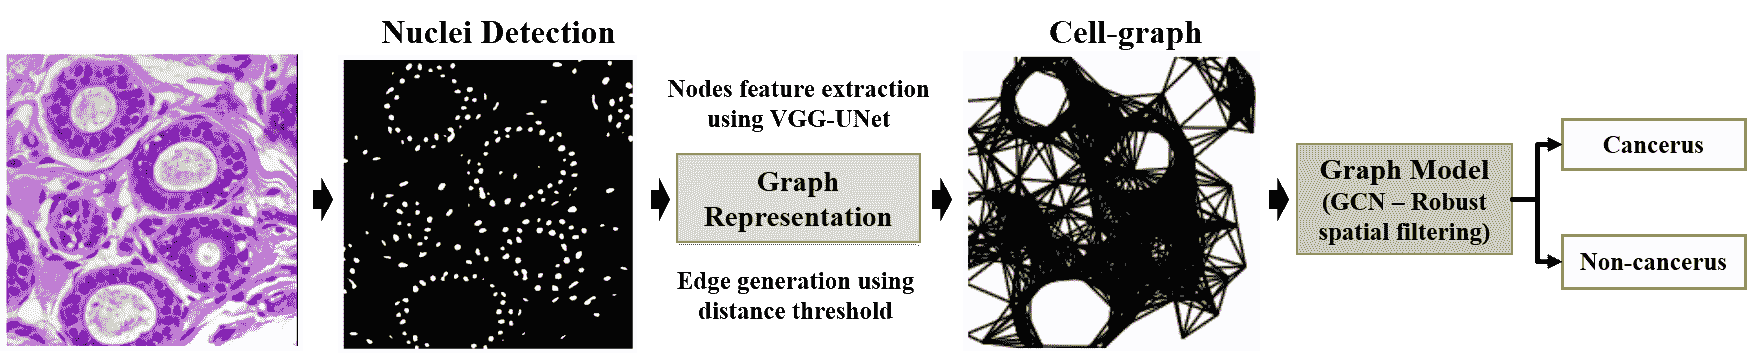 Nuclei Detection
Nodes feature extraction
using VGG-UNet
Graph
Representation
Edge generation using
distance threshold
Cell-graph
Graph Model
(GCN – Robust
spatial filtering)
Cancerus
Non-cancerus